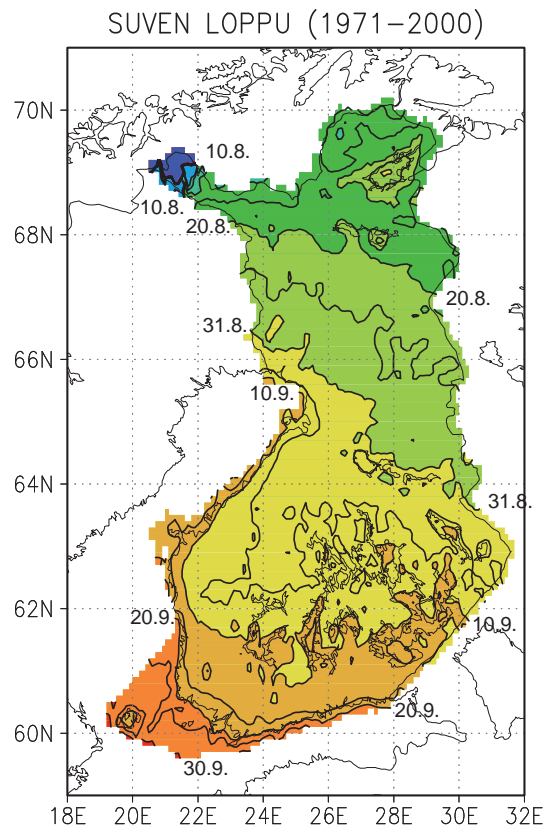 SUVEN LOPPU (1971–2000)
70N
10.8.
10.8.
20.8.
68N
20.8.
31.8.
66N
10.9.
64N
31.8.
62N
20.9.
10.9.
20.9.
60N
30.9.
18E 20E 22E 24E 26E 28E 30E 32E